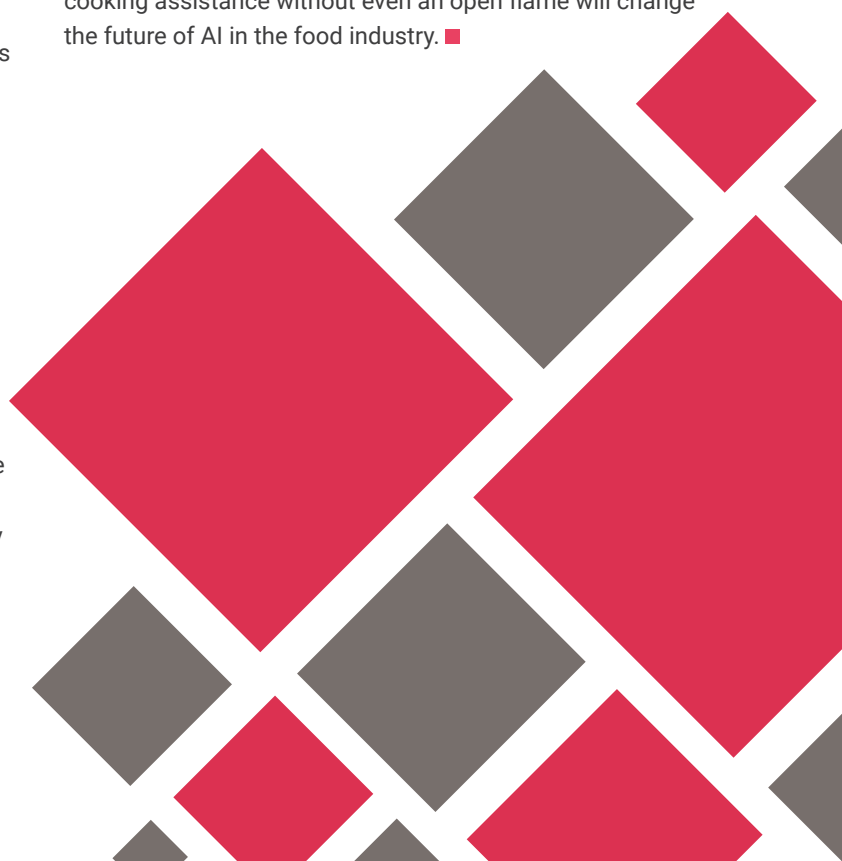 cooking assistance without even an open flame will change
the future of AI in the food industry.